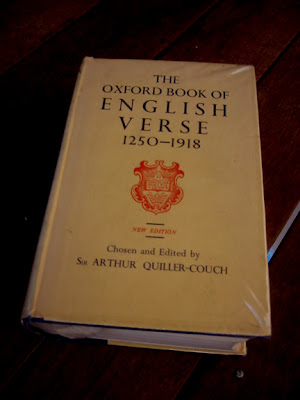 THE
OXFORD BOOK OF
ENGLISH
VERSE
1250–1918
NEW EDITION
Chosen and Edited by
Sir ARTHUR QUILLER-COUCH